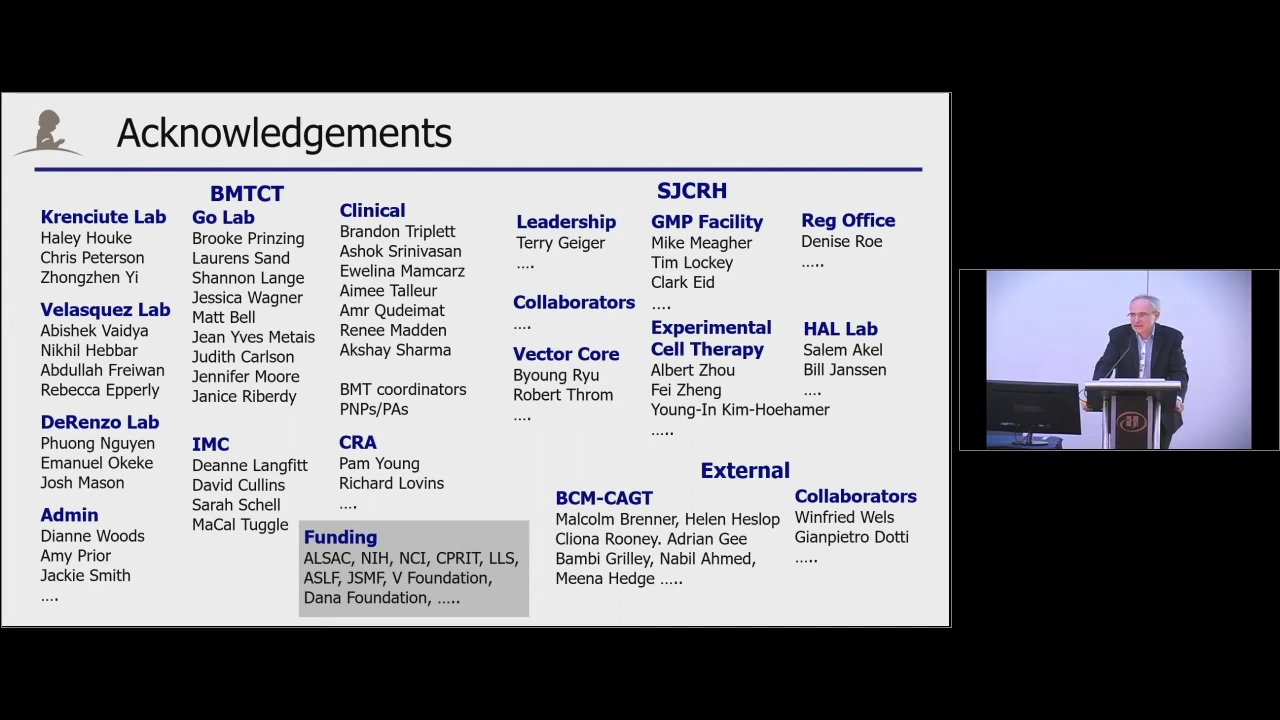 Acknowledgements
BMTCT
Krenciute Lab
Haley Houke
Chris Peterson
Zhongzhen Yi
Velasquez Lab
Abishek Vaidya
Nikhil Hebbar
Abdullah Freiwan
Rebecca Epperly
DeRenzo Lab
Phuong Nguyen
Emanuel Okeke
Josh Mason
Admin
Dianne Woods
Amy Prior
Jackie Smith
....
Go Lab
Brooke Prinzing
Laurens Sand
Shannon Lange
Jessica Wagner
Matt Bell
Jean Yves Metais
Judith Carlson
Jennifer Moore
Janice Riberdy
IMC
Deanne Langfitt
David Cullins
Sarah Schell
MaCal Tuggle
Clinical
Brandon Triplett
Ashok Srinivasan
Ewelina Mamcarz
Aimee Talleur
Amr Qudeimat
Renee Madden
Akshay Sharma
BMT coordinators
PNPs/PAs
CRA
Pam Young
Richard Lovins
....
Funding
ALSAC, NIH, NCI, CPRIT, LLS,
ASLF, JSMF, V Foundation,
Dana Foundation, .....
SJCRH
Leadership
Terry Geiger
....
Collaborators
....
Vector Core
Byoung Ryu
Robert Throm
....
GMP Facility
Mike Meagher
Tim Lockey
Clark Eid
....
Experimental
Cell Therapy
Albert Zhou
Fei Zheng
Young-In Kim-Hoehamer
.....
Reg Office
Denise Roe
.....
HAL Lab
Salem Akel
Bill Janssen
....
External
BCM-CAGT
Malcolm Brenner, Helen Heslop
Cliona Rooney. Adrian Gee
Bambi Grilley, Nabil Ahmed,
Meena Hedge .....
Collaborators
Winfried Wels
Gianpietro Dotti
.....
H